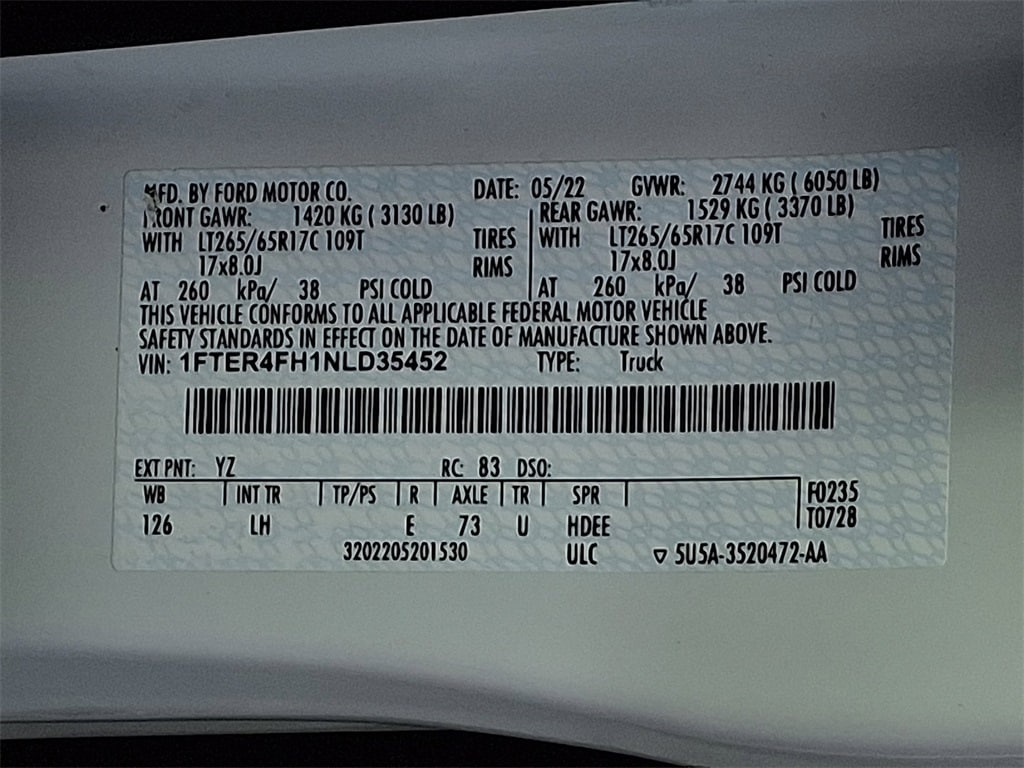 MFD. BY FORD MOTOR CO. DATE: 05/22 GVWR: 2744 KG ( 6050 LB)
FRONT GAWR: 1420 KG ( 3130 LB) REAR GAWR: 1529 KG ( 3370 LB)
WITH LT265/65R17C 109T TIRES WITH LT265/65R17C 109T TIRES
17x8.0J RIMS 17x8.0J RIMS
AT 260 kPa/ 38 PSI COLD AT 260 kPa/ 38 PSI COLD
THIS VEHICLE CONFORMS TO ALL APPLICABLE FEDERAL MOTOR VEHICLE
SAFETY STANDARDS IN EFFECT ON THE DATE OF MANUFACTURE SHOWN ABOVE.
VIN: 1FTER4FH1NLD35452 TYPE: Truck
EXT PNT: YZ RC: 83 DSO:
WB INT TR TP/PS R AXLE TR SPR F0235
126 LH E 73 U HDEE T0728
3202205201530 ULC ▽ 5U5A-3520472-AA